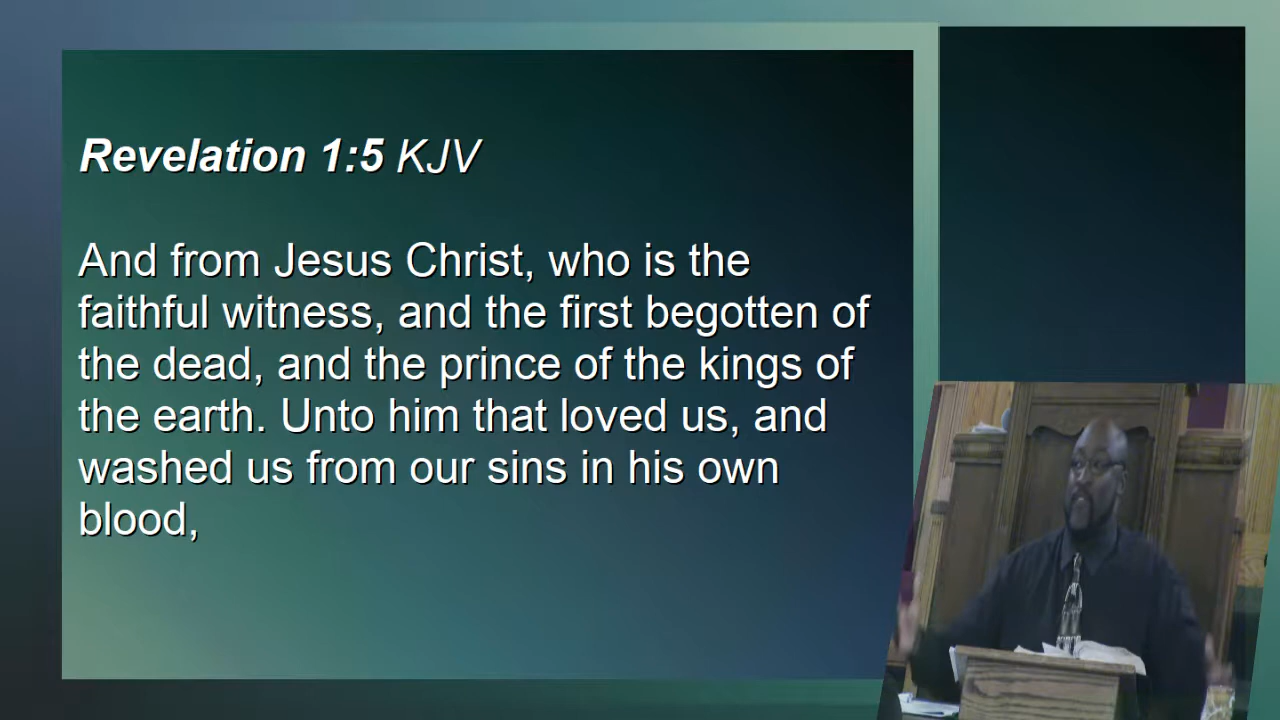 Revelation 1:5 KJV
And from Jesus Christ, who is the
faithful witness, and the first begotten of
the dead, and the prince of the kings of
the earth. Unto him that loved us, and
washed us from our sins in his own
blood,